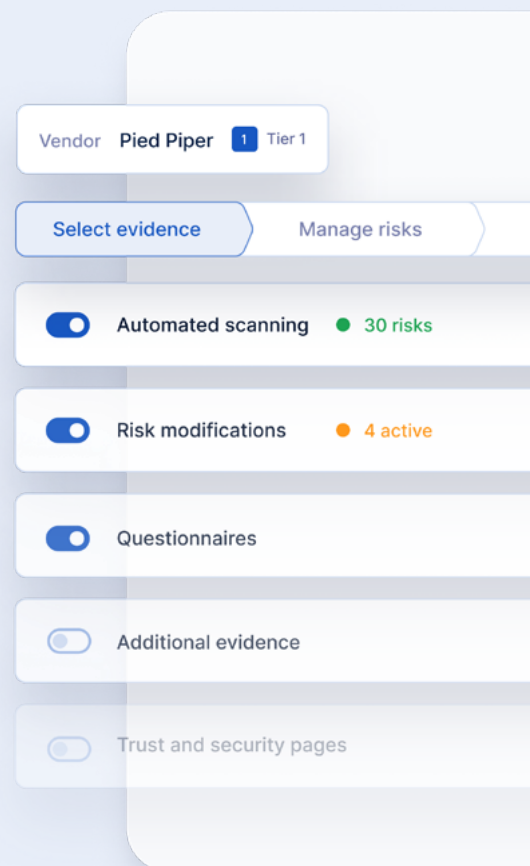 Vendor Pied Piper 1 Tier 1
Select evidence Manage risks
Automated scanning 30 risks
Risk modifications 4 active
Questionnaires
Additional evidence
Trust and security pages